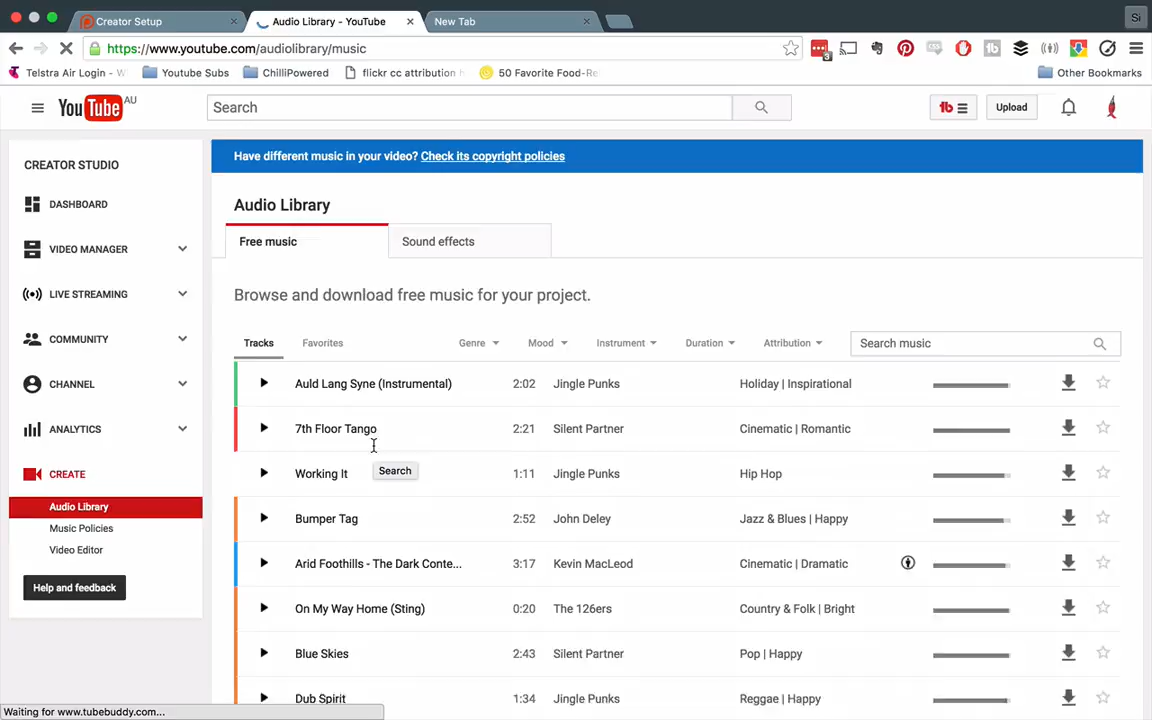 Creator Setup
Audio Library - YouTube
New Tab
Si
https://www.youtube.com/audiolibrary/music
Telstra Air Login - W
Youtube Subs
ChilliPowered
flickr cc attribution
50 Favorite Food-Re
Other Bookmarks
YouTube AU
Search
Upload
CREATOR STUDIO
DASHBOARD
VIDEO MANAGER
LIVE STREAMING
COMMUNITY
CHANNEL
ANALYTICS
CREATE
Audio Library
Music Policies
Video Editor
Help and feedback
Have different music in your video? Check its copyright policies
Audio Library
Free music
Sound effects
Browse and download free music for your project.
Tracks Favorites Genre Mood Instrument Duration Attribution Search music
Auld Lang Syne (Instrumental) 2:02 Jingle Punks Holiday | Inspirational
7th Floor Tango 2:21 Silent Partner Cinematic | Romantic
Working It 1:11 Jingle Punks Hip Hop
Search
Bumper Tag 2:52 John Deley Jazz & Blues | Happy
Arid Foothills - The Dark Conte... 3:17 Kevin MacLeod Cinematic | Dramatic
On My Way Home (Sting) 0:20 The 126ers Country & Folk | Bright
Blue Skies 2:43 Silent Partner Pop | Happy
Dub Spirit 1:34 Jingle Punks Reggae | Happy
Waiting for www.tubebuddy.com...